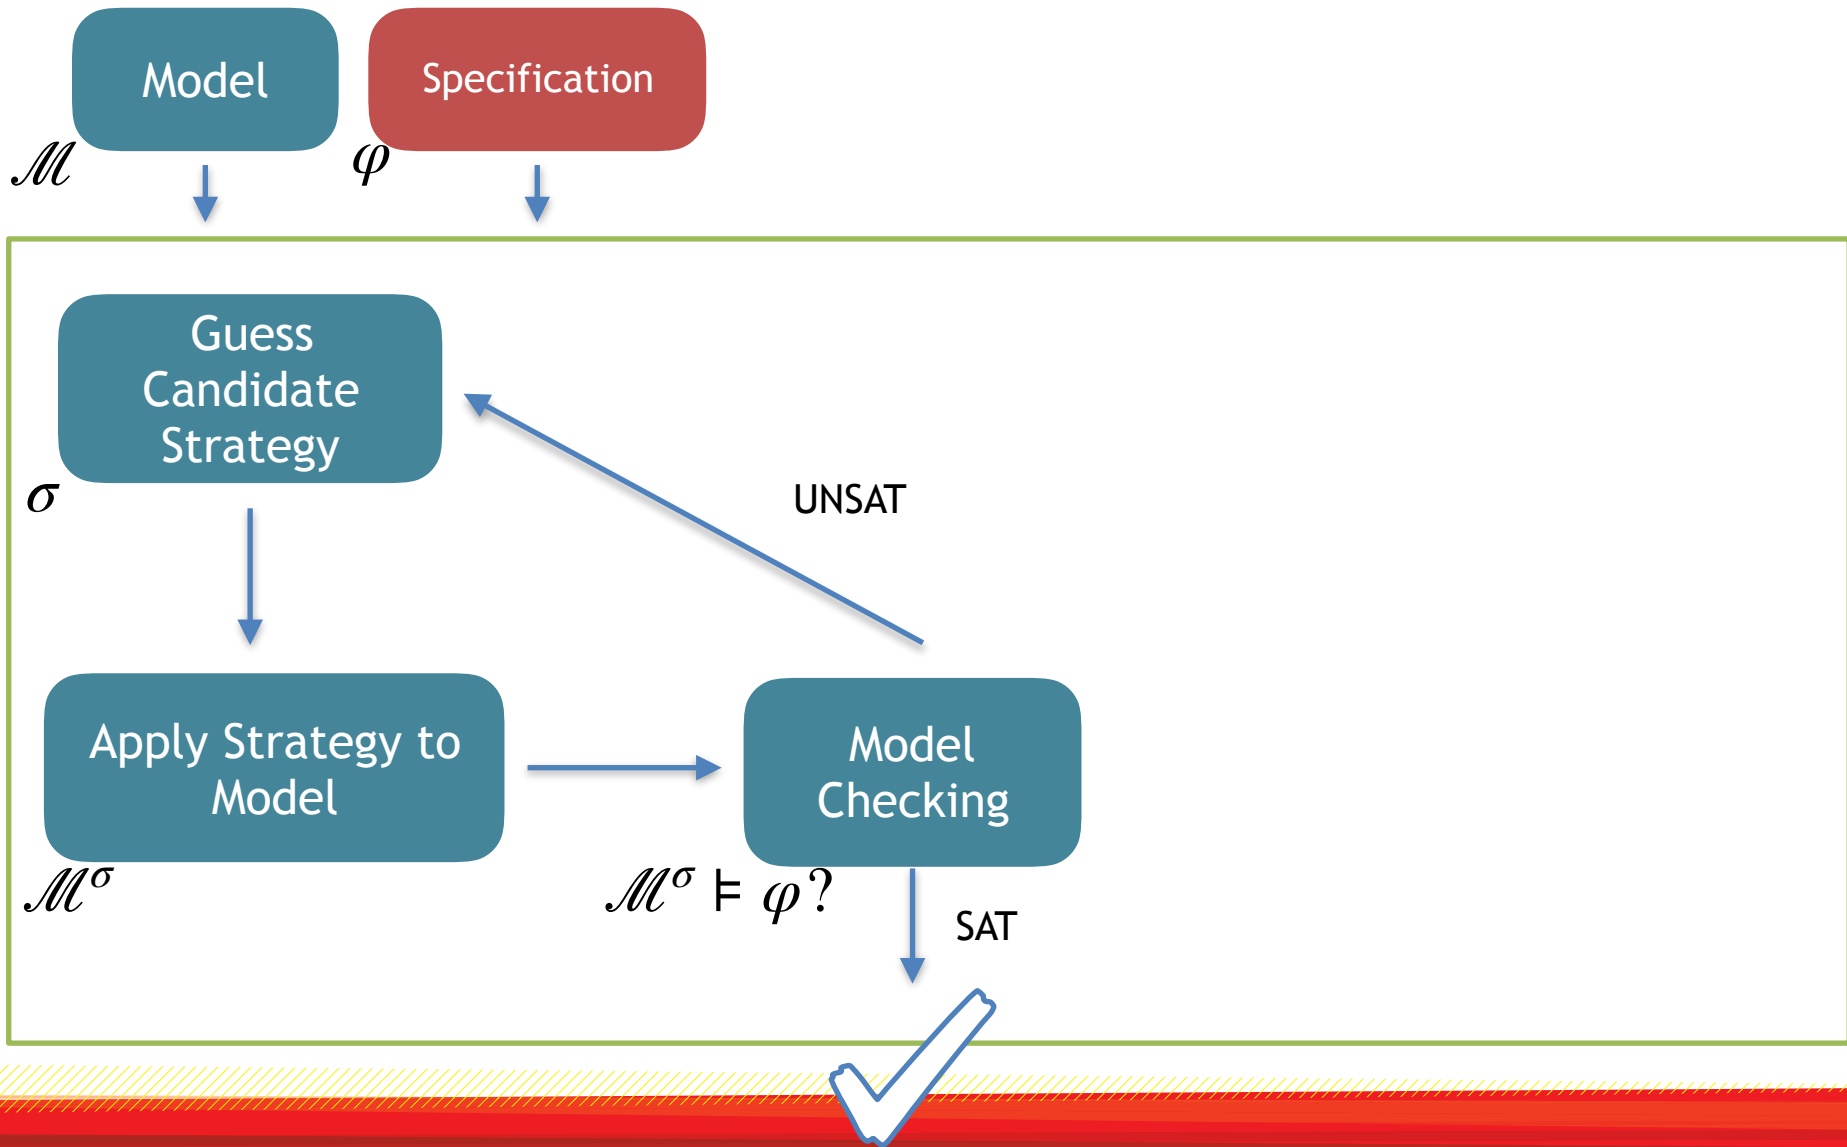 Model
Specification
ℳ
φ
Guess
Candidate
Strategy
σ
UNSAT
Apply Strategy to
Model
Model
Checking
ℳ^σ
ℳ^σ ⊨ φ?
SAT